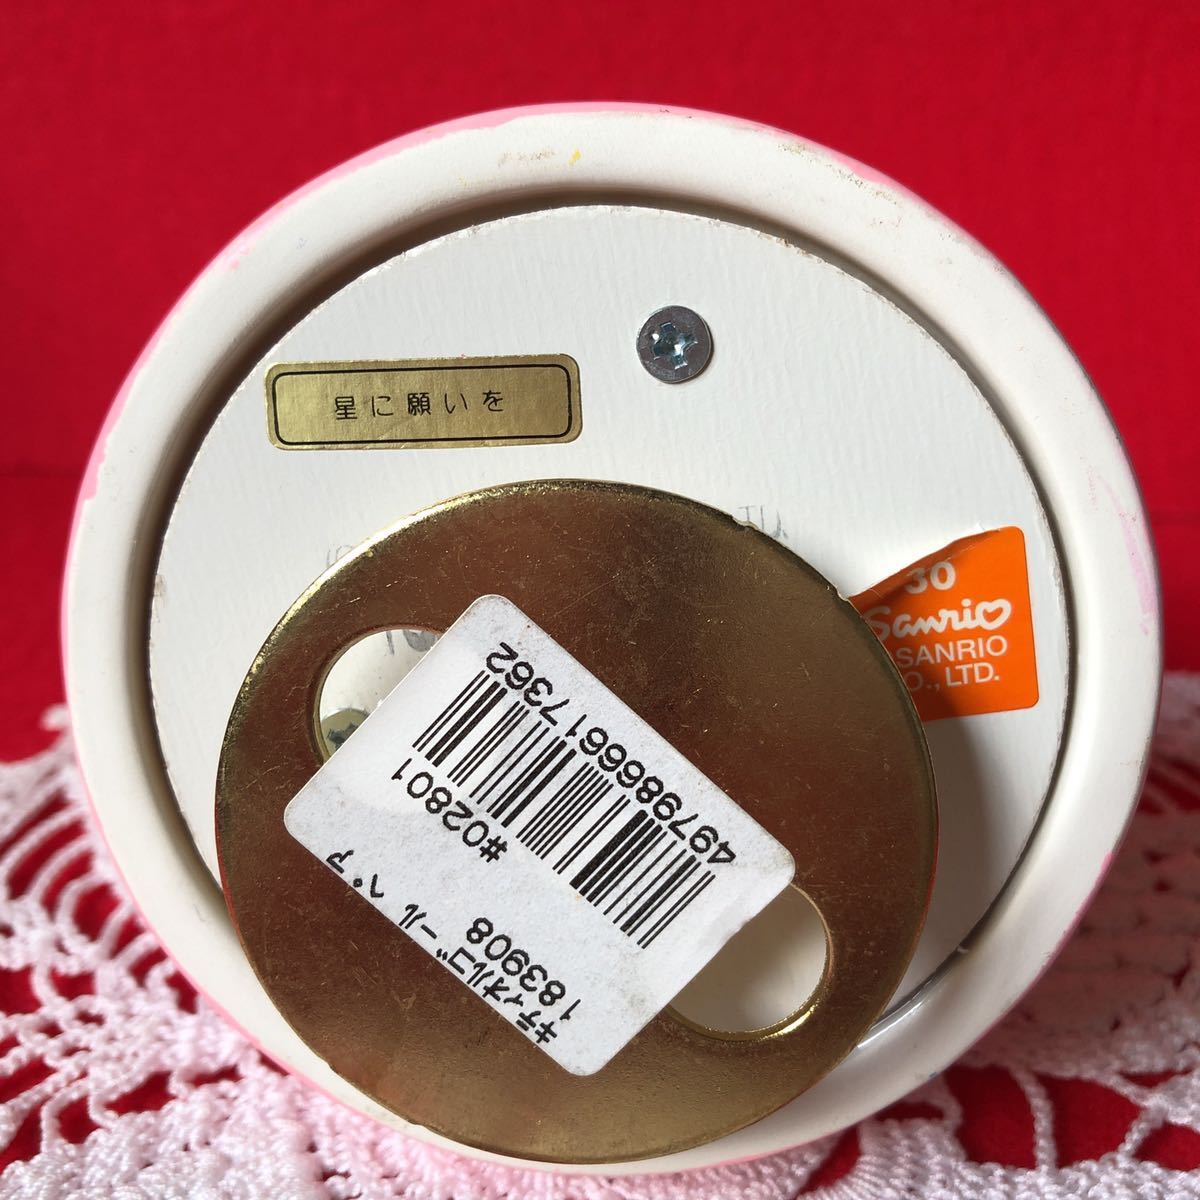 星に願いを
30
Sanrio
SANRIO
O., LTD.
キティオルゴール ペア
183908
#02801
4979866617362